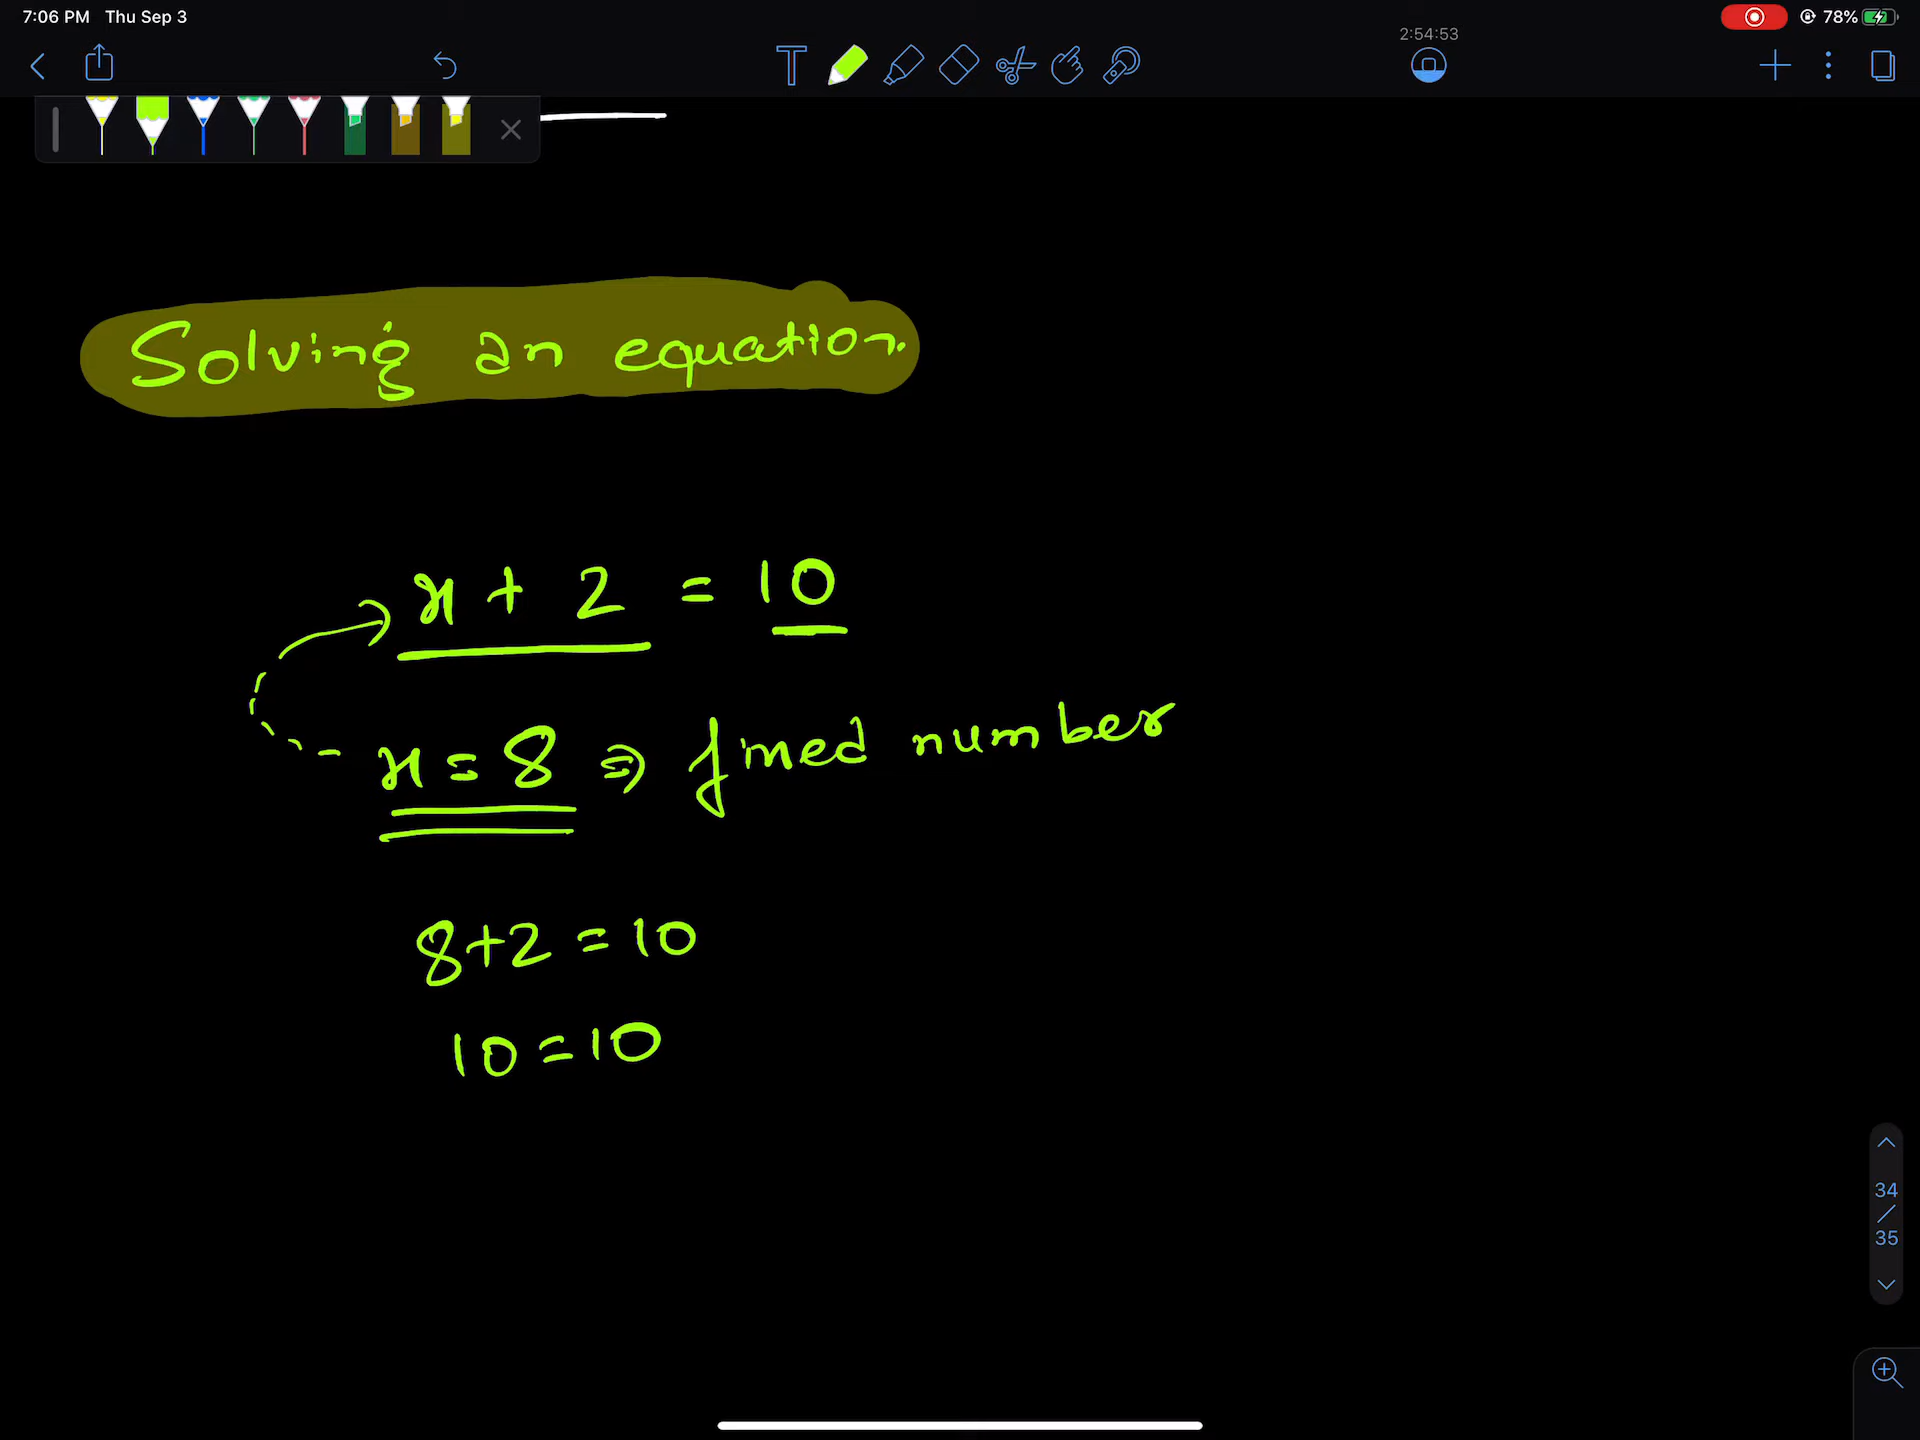 7:06 PM Thu Sep 3
78%
2:54:53
Solving an equation.
x + 2 = 10
x = 8 ⇒ fixed number
8+2 = 10
10 = 10
34
/
35